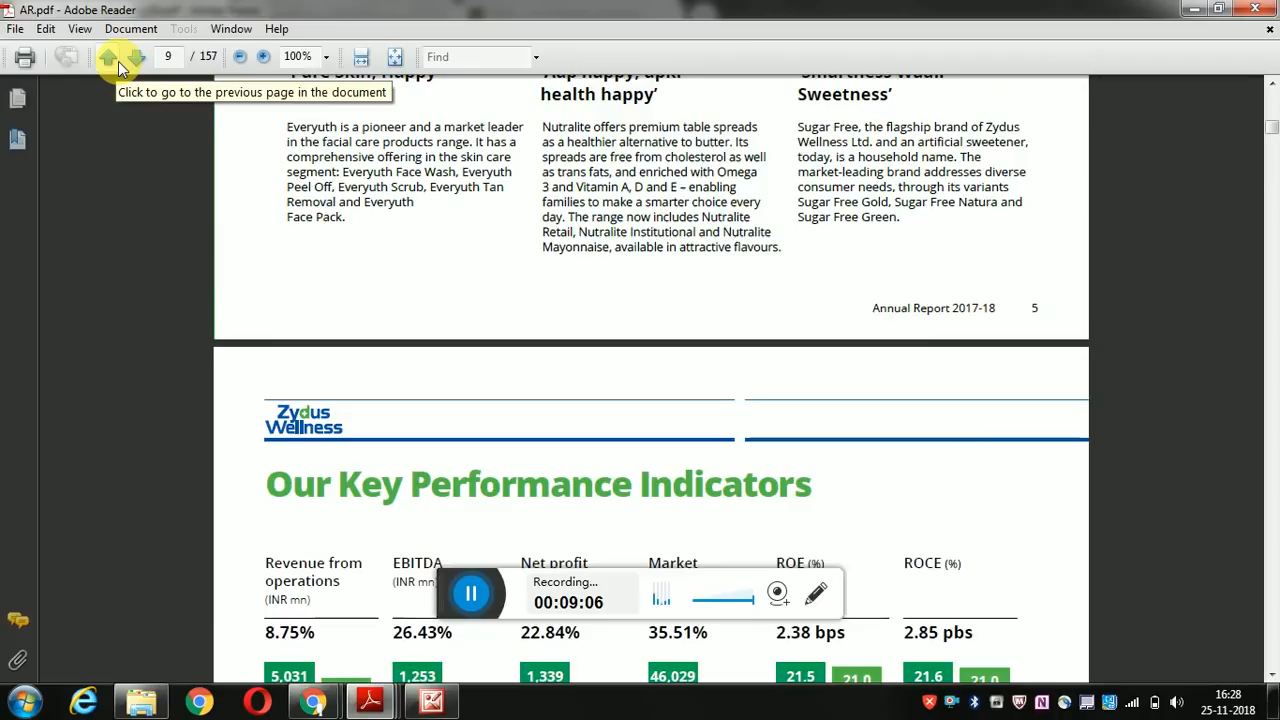 AR.pdf - Adobe Reader
File Edit View Document Tools Window Help
9 / 157 100% Find
Click to go to the previous page in the document
health happy’
Sweetness’
Everyuth is a pioneer and a market leader
in the facial care products range. It has a
comprehensive offering in the skin care
segment: Everyuth Face Wash, Everyuth
Peel Off, Everyuth Scrub, Everyuth Tan
Removal and Everyuth
Face Pack.
Nutralite offers premium table spreads
as a healthier alternative to butter. Its
spreads are free from cholesterol as well
as trans fats, and enriched with Omega
3 and Vitamin A, D and E – enabling
families to make a smarter choice every
day. The range now includes Nutralite
Retail, Nutralite Institutional and Nutralite
Mayonnaise, available in attractive flavours.
Sugar Free, the flagship brand of Zydus
Wellness Ltd. and an artificial sweetener,
today, is a household name. The
market-leading brand addresses diverse
consumer needs, through its variants
Sugar Free Gold, Sugar Free Natura and
Sugar Free Green.
Annual Report 2017-18 5
Zydus
Wellness
Our Key Performance Indicators
Revenue from
operations
(INR mn)
8.75%
5,031
EBITDA
(INR mn)
26.43%
1,253
Net profit
22.84%
1,339
Market
35.51%
46,029
ROE (%)
2.38 bps
21.5 21.0
ROCE (%)
2.85 pbs
21.6 21.0
Recording...
00:09:06
16:28
25-11-2018